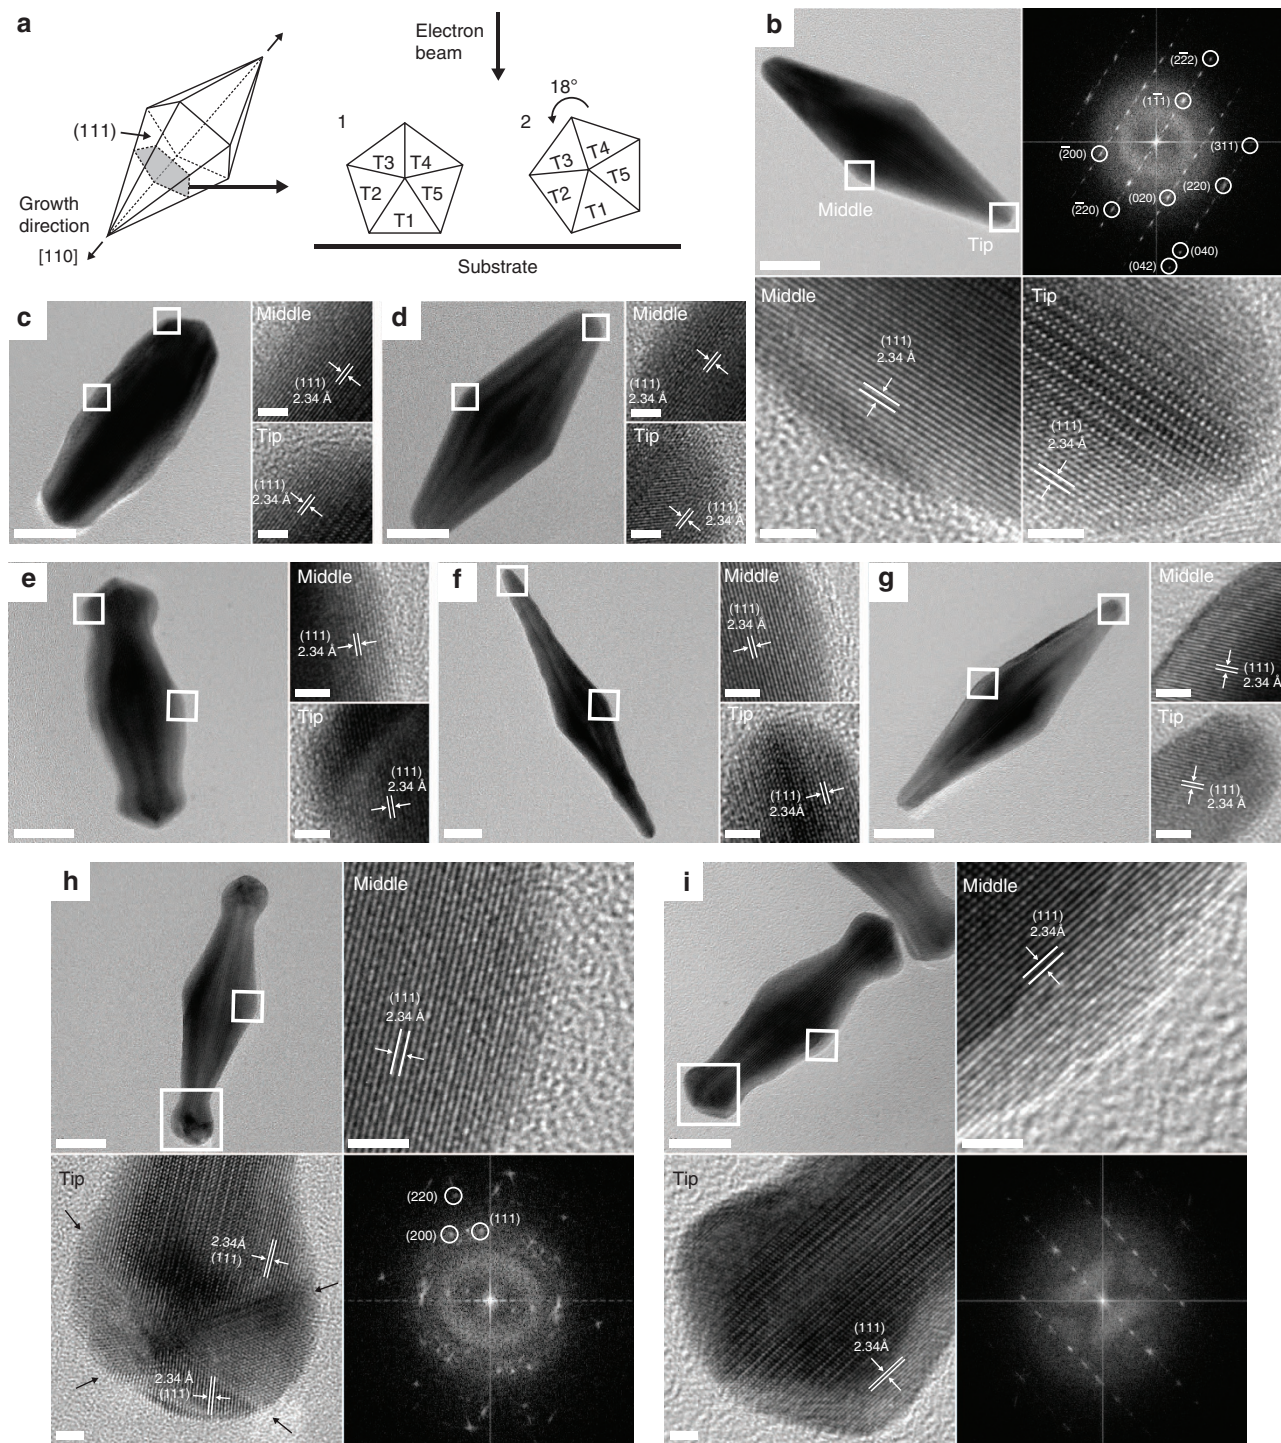 a
(111)
Growth
direction
[110]
Electron
beam
1
T3
T4
T2
T5
T1
18°
2
T3
T4
T2
T5
T1
Substrate
b
Middle
Tip
(2̅2̅2)
(11̅1)
(311)
(2̅00)
(220)
(020)
(2̅20)
(040)
(042)
Middle
(111)
2.34 Å
Tip
(111)
2.34 Å
c
Middle
(111)
2.34 Å
Tip
(111)
2.34 Å
d
Middle
(111)
2.34 Å
Tip
(111)
2.34 Å
e
Middle
(111)
2.34 Å
Tip
(111)
2.34 Å
f
Middle
(111)
2.34 Å
Tip
(111)
2.34Å
g
Middle
(111)
2.34 Å
Tip
(111)
2.34 Å
h
Middle
(111)
2.34 Å
Tip
2.34Å
(111)
2.34 Å
(111)
(220)
(200)
(111)
i
Middle
(111)
2.34Å
Tip
(111)
2.34Å